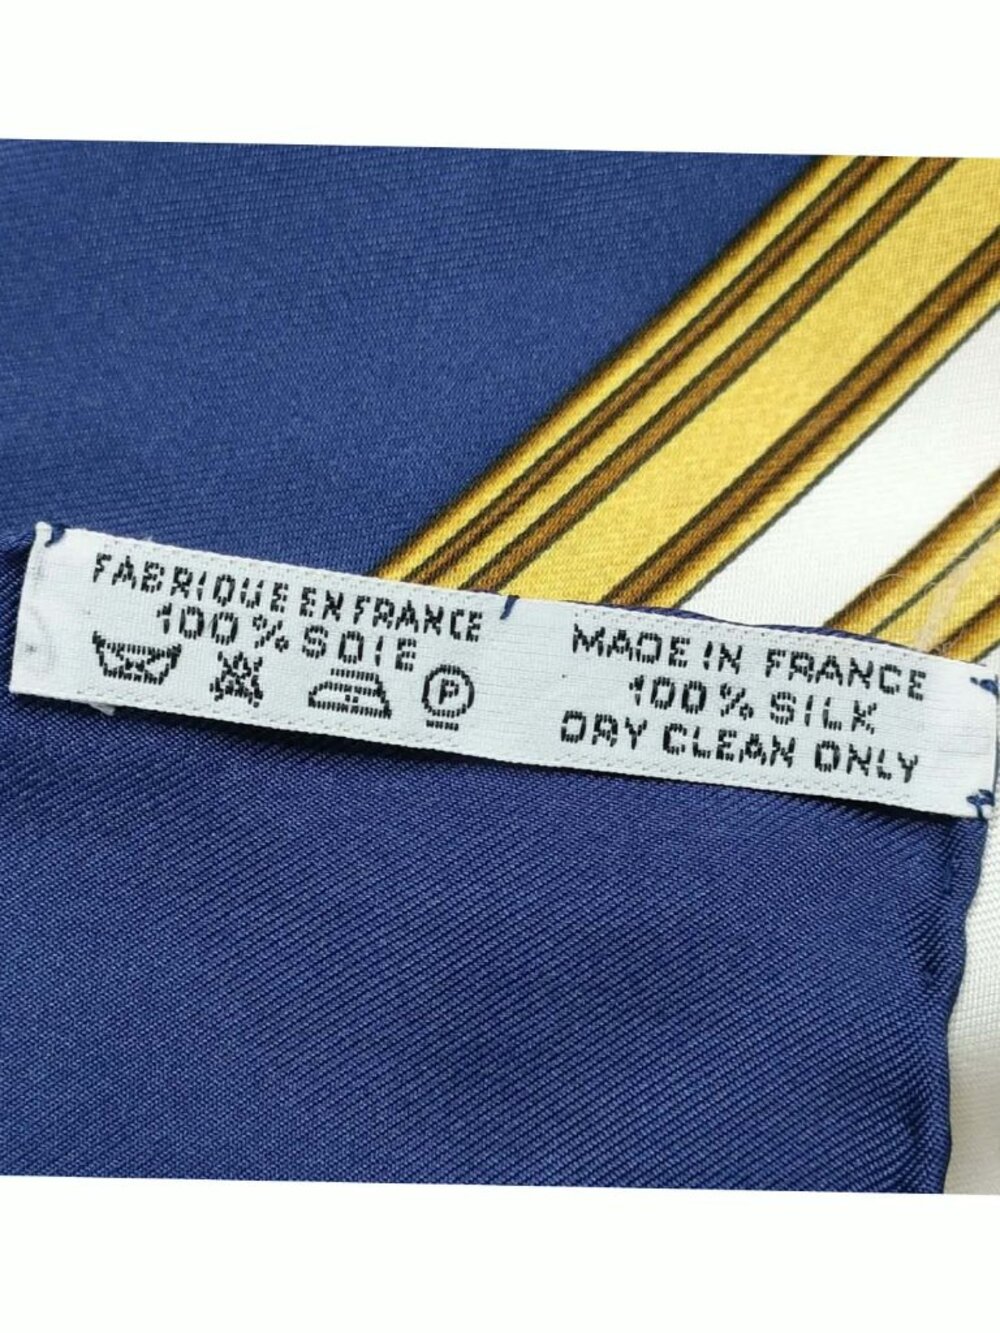 FABRIQUE EN FRANCE
100% SOIE
P
MADE IN FRANCE
100% SILK
DRY CLEAN ONLY